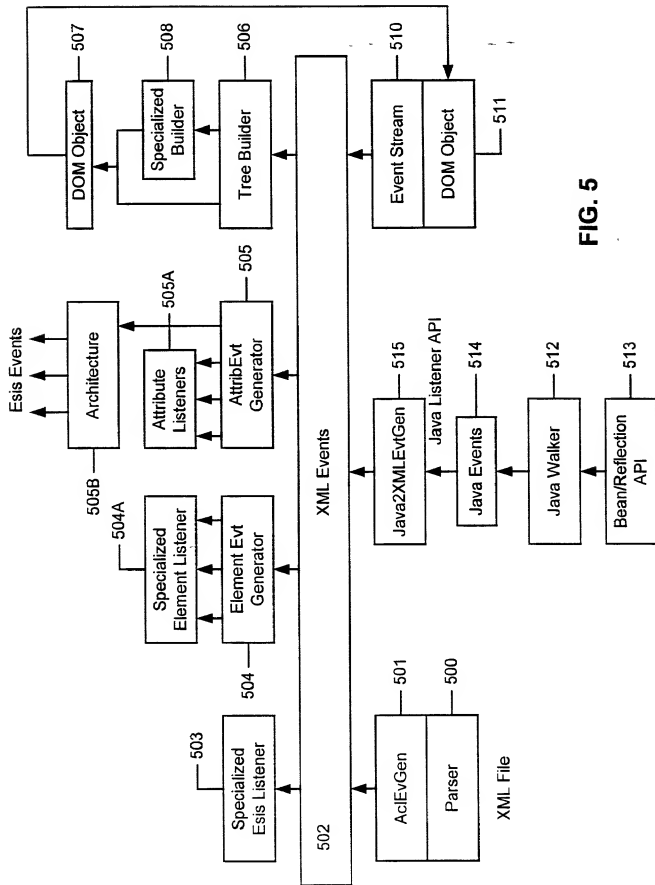 Esis Events
Architecture
505B
Attribute
Listeners
505A
AttribEvt
Generator
505
504A
Specialized
Element Listener
Element Evt
Generator
504
503
Specialized
Esis Listener
DOM Object
507
Specialized
Builder
508
Tree Builder
506
502
XML Events
AclEvGen
501
Parser
500
XML File
Java2XMLEvtGen
515
Java Listener API
Java Events
514
Java Walker
512
Bean/Reflection
API
513
Event Stream
510
DOM Object
511
FIG. 5